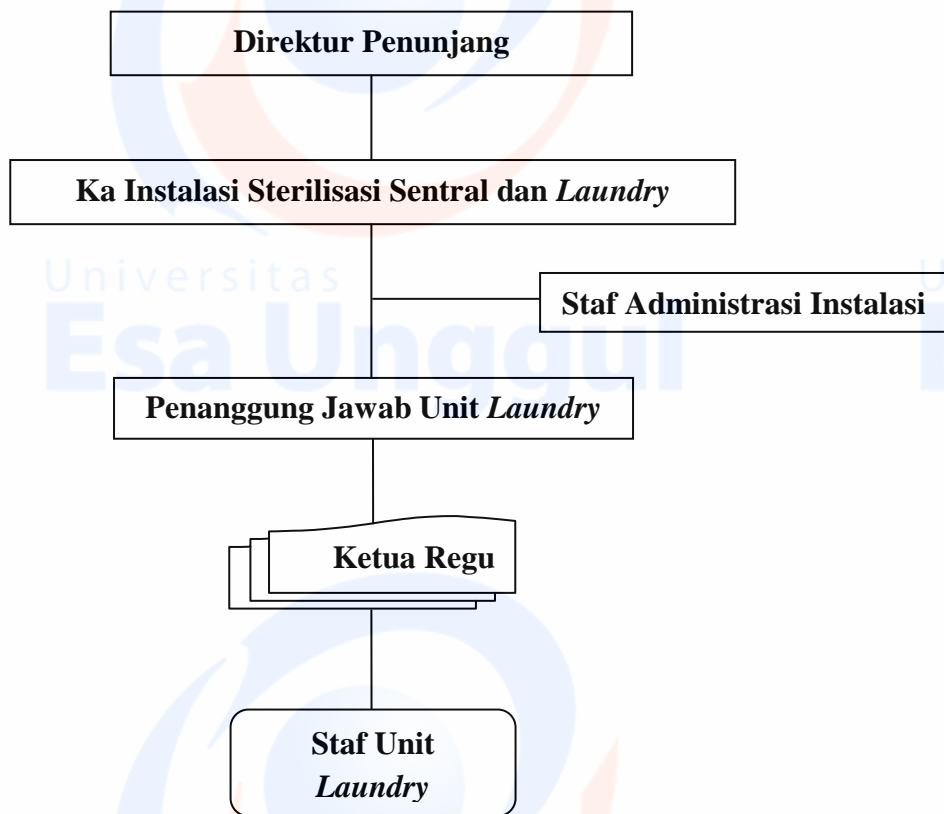 Direktur Penunjang
Ka Instalasi Sterilisasi Sentral dan Laundry
Universitas
Esa Unggul
Staf Administrasi Instalasi
Penanggung Jawab Unit Laundry
Ketua Regu
Staf Unit
Laundry